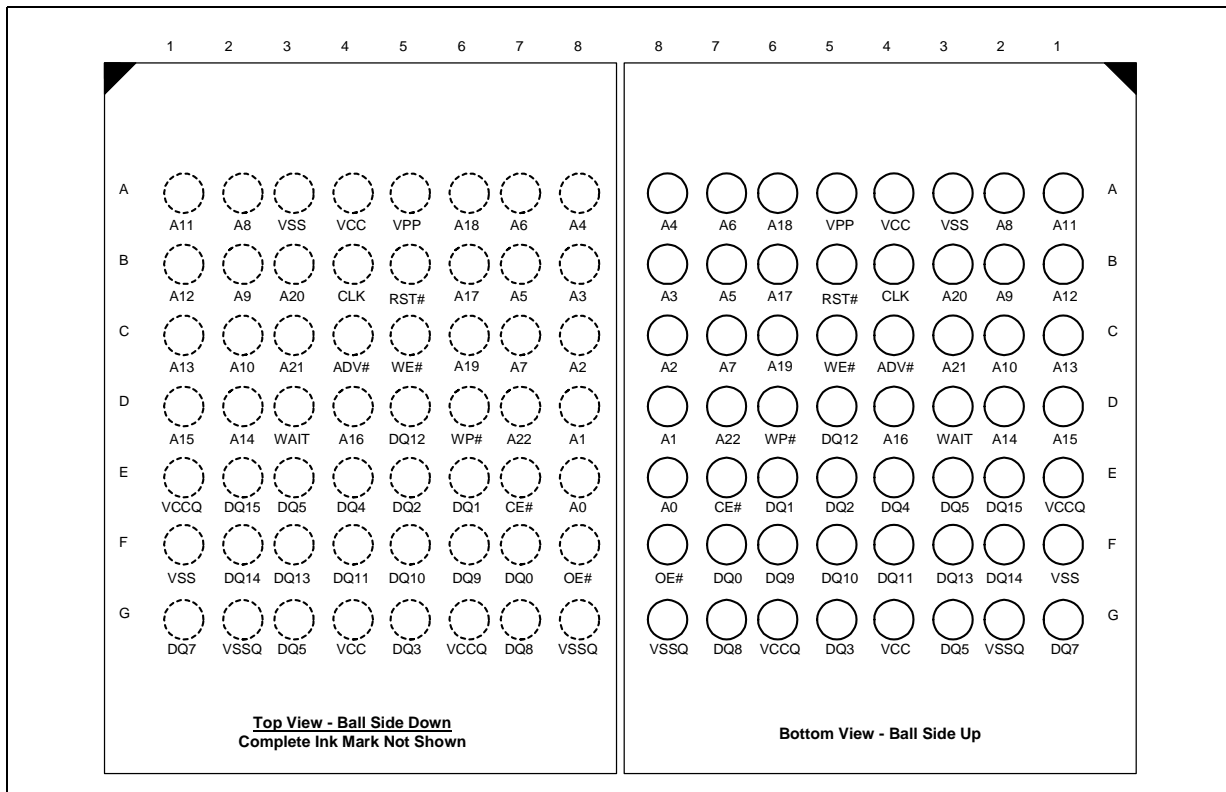 1 2 3 4 5 6 7 8 8 7 6 5 4 3 2 1
A A
A11 A8 VSS VCC VPP A18 A6 A4 A4 A6 A18 VPP VCC VSS A8 A11
B B
A12 A9 A20 CLK RST# A17 A5 A3 A3 A5 A17 RST# CLK A20 A9 A12
C C
A13 A10 A21 ADV# WE# A19 A7 A2 A2 A7 A19 WE# ADV# A21 A10 A13
D D
A15 A14 WAIT A16 DQ12 WP# A22 A1 A1 A22 WP# DQ12 A16 WAIT A14 A15
E E
VCCQ DQ15 DQ5 DQ4 DQ2 DQ1 CE# A0 A0 CE# DQ1 DQ2 DQ4 DQ5 DQ15 VCCQ
F F
VSS DQ14 DQ13 DQ11 DQ10 DQ9 DQ0 OE# OE# DQ0 DQ9 DQ10 DQ11 DQ13 DQ14 VSS
G G
DQ7 VSSQ DQ5 VCC DQ3 VCCQ DQ8 VSSQ VSSQ DQ8 VCCQ DQ3 VCC DQ5 VSSQ DQ7
Top View - Ball Side Down
Complete Ink Mark Not Shown
Bottom View - Ball Side Up